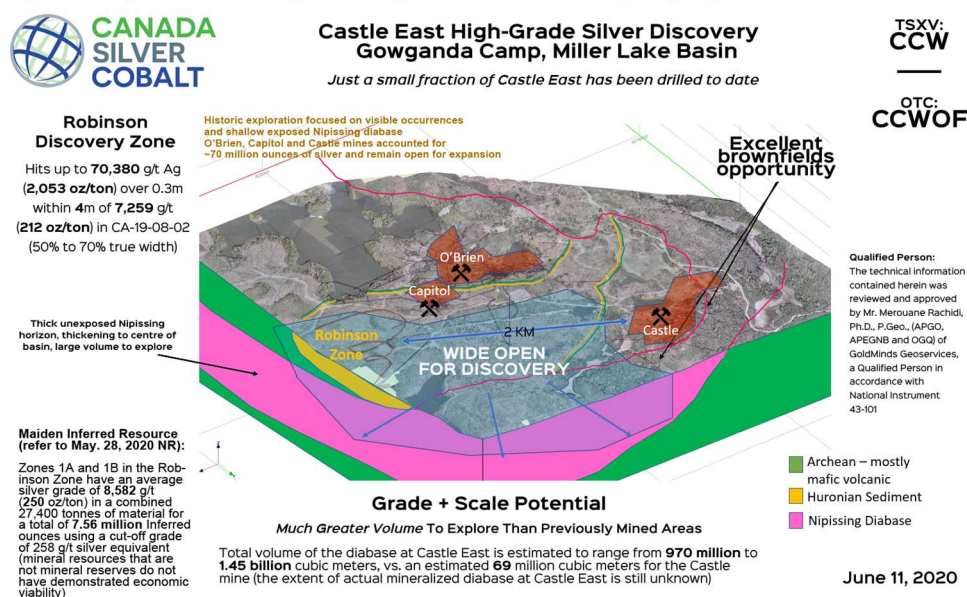 CANADA
SILVER
COBALT
Castle East High-Grade Silver Discovery
Gowganda Camp, Miller Lake Basin
Just a small fraction of Castle East has been drilled to date
TSXV:
CCW
OTC:
CCWOF
Robinson
Discovery Zone
Hits up to 70,380 g/t Ag
(2,053 oz/ton) over 0.3m
within 4m of 7,259 g/t
(212 oz/ton) in CA-19-08-02
(50% to 70% true width)
Historic exploration focused on visible occurrences
and shallow exposed Nipissing diabase
O'Brien, Capitol and Castle mines accounted for
~70 million ounces of silver and remain open for expansion
Excellent
brownfields
opportunity
O'Brien
Capitol
Castle
Robinson
Zone
2 KM
WIDE OPEN
FOR DISCOVERY
Thick unexposed Nipissing
horizon, thickening to centre of
basin, large volume to explore
Qualified Person:
The technical information
contained herein was
reviewed and approved
by Mr. Merouane Rachidi,
Ph.D., P.Geo., (APGO,
APEGNB and OGQ) of
GoldMinds Geoservices,
a Qualified Person in
accordance with
National Instrument
43-101
Maiden Inferred Resource
(refer to May. 28, 2020 NR):
Zones 1A and 1B in the Rob-
inson Zone have an average
silver grade of 8,582 g/t
(250 oz/ton) in a combined
27,400 tonnes of material for
a total of 7.56 million Inferred
ounces using a cut-off grade
of 258 g/t silver equivalent
(mineral resources that are
not mineral reserves do not
have demonstrated economic
viability)
Archean – mostly
mafic volcanic
Huronian Sediment
Nipissing Diabase
Grade + Scale Potential
Much Greater Volume To Explore Than Previously Mined Areas
Total volume of the diabase at Castle East is estimated to range from 970 million to
1.45 billion cubic meters, vs. an estimated 69 million cubic meters for the Castle
mine (the extent of actual mineralized diabase at Castle East is still unknown)
June 11, 2020